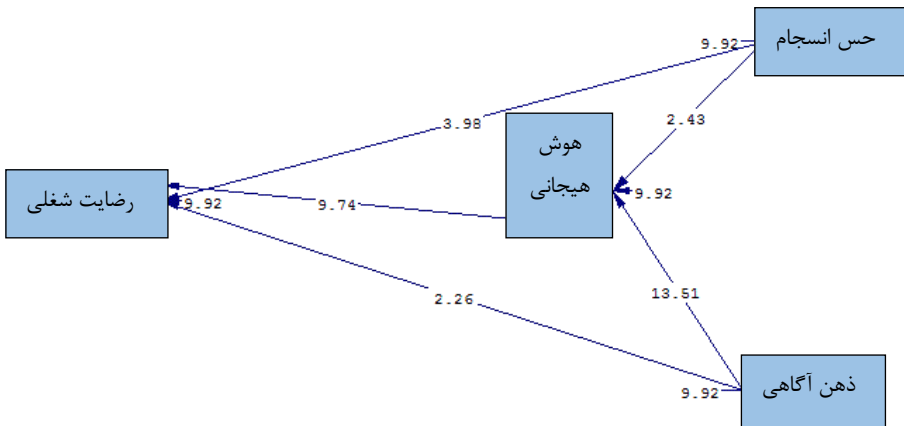 حس انسجام
9.92
3.98
2.43
هوش
هیجانی
رضایت شغلی
9.92
9.74
9.92
2.26
13.51
ذهن آگاهی
9.92